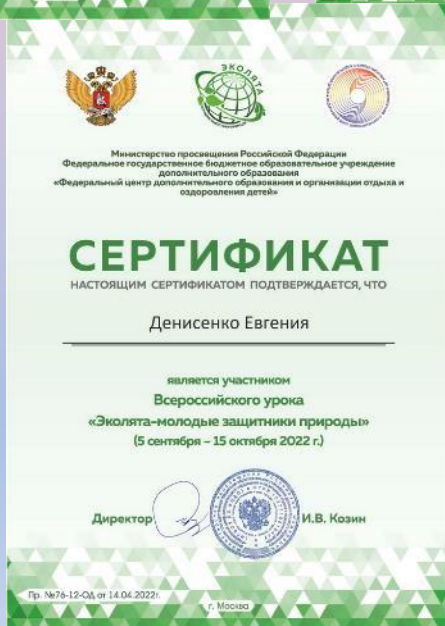 ЭКОЛЯТА
Министерство просвещения Российской Федерации
Федеральное государственное бюджетное образовательное учреждение
дополнительного образования
«Федеральный центр дополнительного образования и организации отдыха и
оздоровления детей»
СЕРТИФИКАТ
НАСТОЯЩИМ СЕРТИФИКАТОМ ПОДТВЕРЖДАЕТСЯ, ЧТО
Денисенко Евгения
является участником
Всероссийского урока
«Эколята-молодые защитники природы»
(5 сентября – 15 октября 2022 г.)
Директор И.В. Козин
Пр. №76-12-ОД от 14.04.2022г.
г. Москва